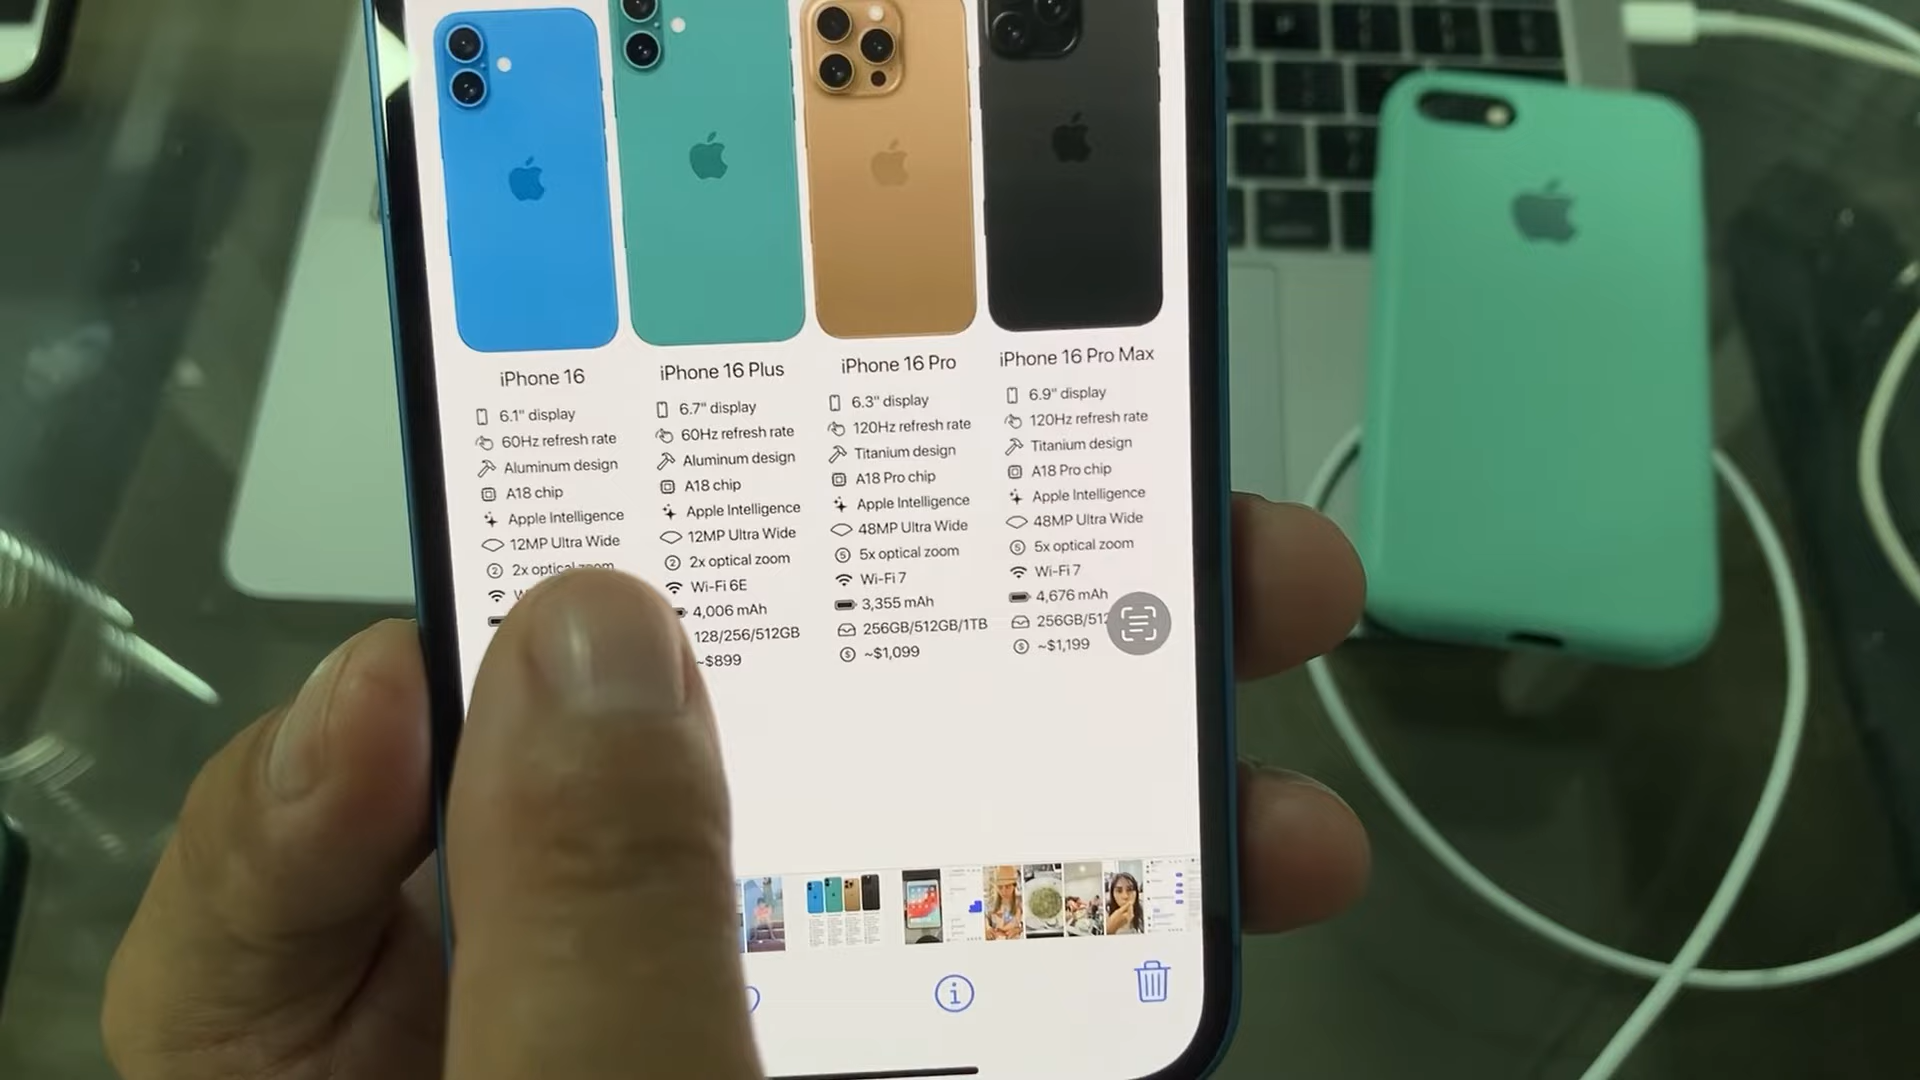 iPhone 16
6.1" display
60Hz refresh rate
Aluminum design
A18 chip
Apple Intelligence
12MP Ultra Wide
2x optical zoom
iPhone 16 Plus
6.7" display
60Hz refresh rate
Aluminum design
A18 chip
Apple Intelligence
12MP Ultra Wide
2x optical zoom
Wi-Fi 6E
4,006 mAh
128/256/512GB
~$899
iPhone 16 Pro
6.3" display
120Hz refresh rate
Titanium design
A18 Pro chip
Apple Intelligence
48MP Ultra Wide
5x optical zoom
Wi-Fi 7
3,355 mAh
256GB/512GB/1TB
~$1,099
iPhone 16 Pro Max
6.9" display
120Hz refresh rate
Titanium design
A18 Pro chip
Apple Intelligence
48MP Ultra Wide
5x optical zoom
Wi-Fi 7
4,676 mAh
256GB/512
~$1,199